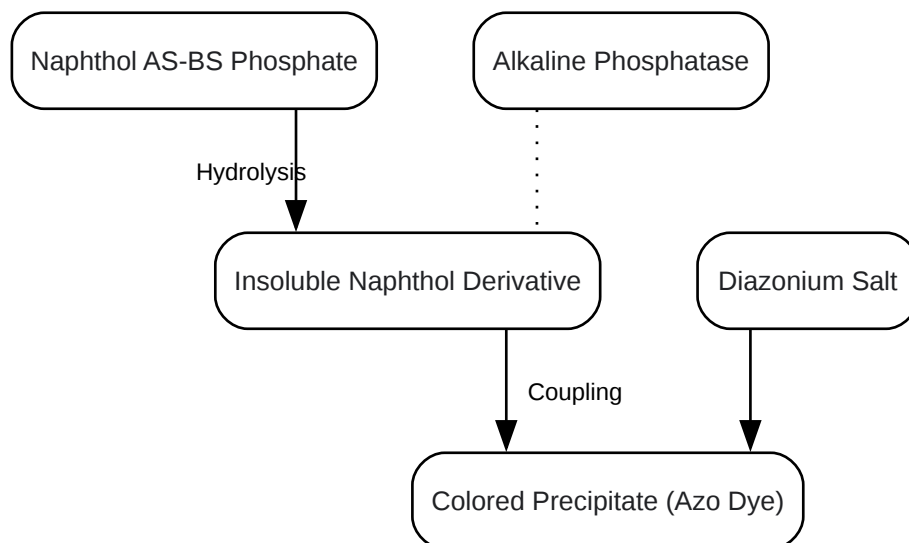 Naphthol AS-BS Phosphate
Alkaline Phosphatase
Hydrolysis
Insoluble Naphthol Derivative
Diazonium Salt
Coupling
Colored Precipitate (Azo Dye)